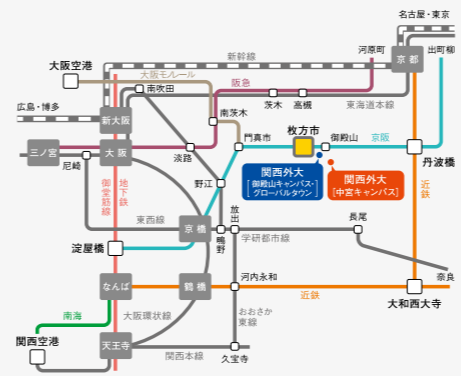 名古屋・東京
新幹線
河原町
京都
出町柳
大阪空港
大阪モルール
阪急
南吹田
茨木
高槻
東海道本線
広島・博多
新大阪
南茨木
門真市
枚方市
御殿山
京阪
丹波橋
三ノ宮
尼崎
大阪
淡路
関西外大
[御殿山キャンパス・
グローバルタウン]
関西外大
[中宮キャンパス]
野江
御堂筋線
地下鉄
近鉄
東西線
京橋
放出
鴫野
学研都市線
長尾
淀屋橋
奈良
なんば
鶴橋
河内永和
近鉄
大和西大寺
南海
大阪環状線
おおさか
東線
関西空港
天王寺
関西本線
久宝寺